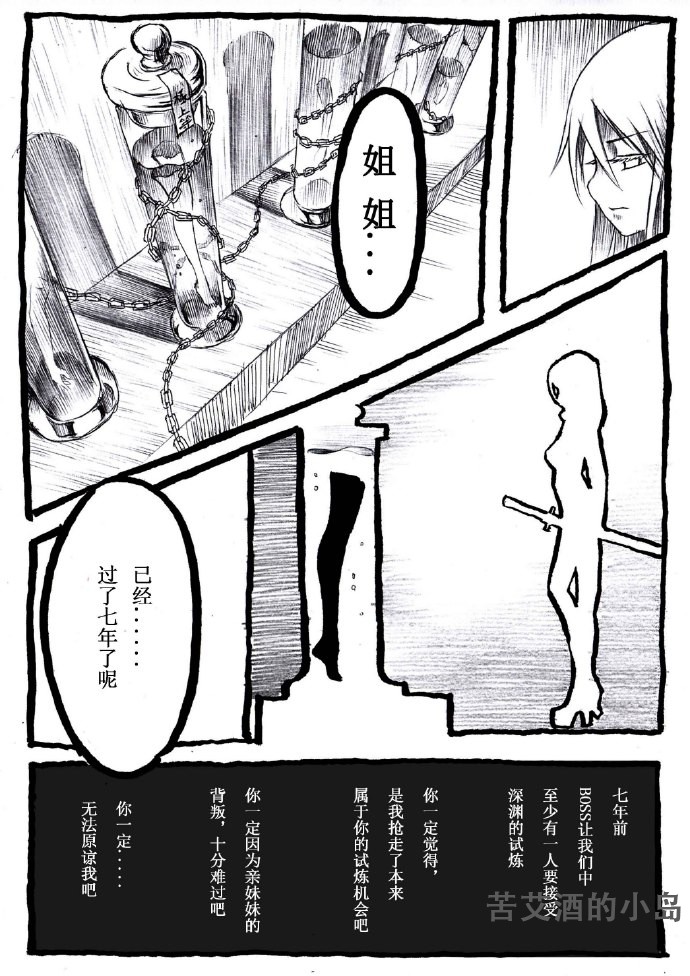 姐姐....
已经......
过了七年了呢
七年前
BOSS让我们中
至少有一人要接受
深渊的试炼
你一定觉得，
是我抢走了本来
属于你的试炼机会吧
你一定因为亲妹妹的
背叛，十分难过吧
你一定.....
无法原谅我吧
苦艾酒的小岛